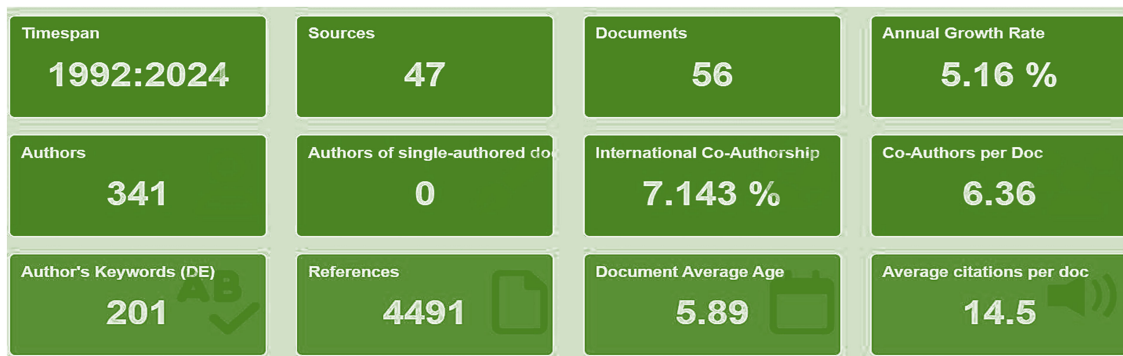 Timespan
1992:2024
Sources
47
Documents
56
Annual Growth Rate
5.16 %
Authors
341
Authors of single-authored doc
0
International Co-Authorship
7.143 %
Co-Authors per Doc
6.36
Author's Keywords (DE)
201
References
4491
Document Average Age
5.89
Average citations per doc
14.5
AB